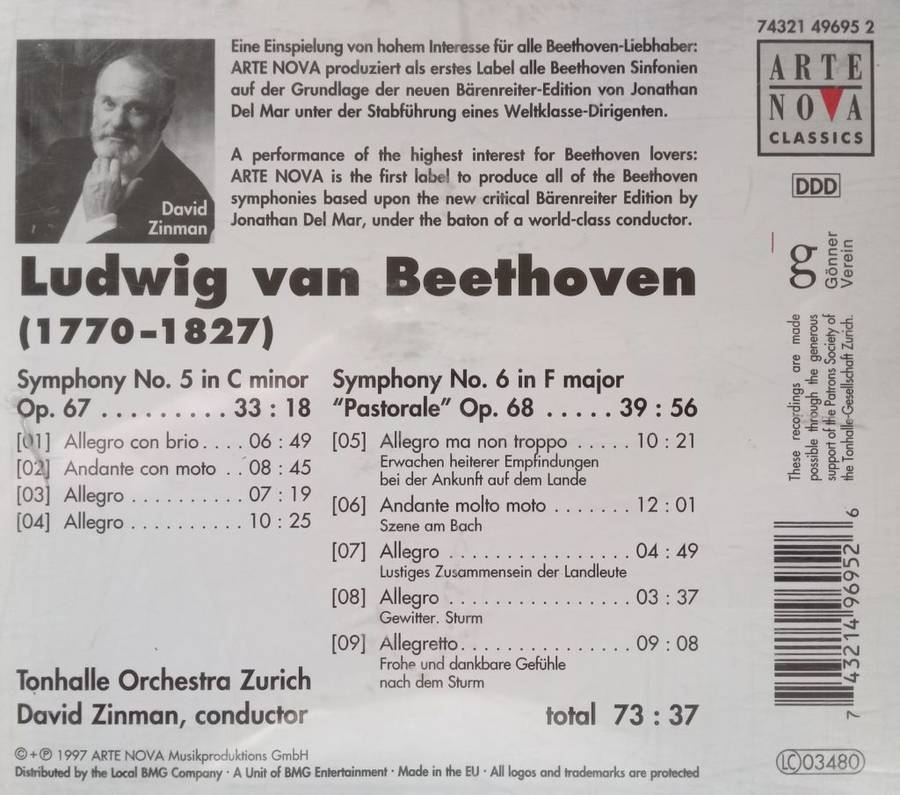 74321 49695 2
Eine Einspielung von hohem Interesse für alle Beethoven-Liebhaber:
ARTE NOVA produziert als erstes Label alle Beethoven Sinfonien
auf der Grundlage der neuen Bärenreiter-Edition von Jonathan
Del Mar unter der Stabführung eines Weltklasse-Dirigenten.
A performance of the highest interest for Beethoven lovers:
ARTE NOVA is the first label to produce all of the Beethoven
symphonies based upon the new critical Bärenreiter Edition by
Jonathan Del Mar, under the baton of a world-class conductor.
David
Zinman
ARTE
NOVA
CLASSICS
DDD
g Gönner
Verein
Ludwig van Beethoven
(1770-1827)
Symphony No. 5 in C minor
Op. 67 . . . . . . . . . 33 : 18
[01] Allegro con brio . . . . 06 : 49
[02] Andante con moto . . 08 : 45
[03] Allegro . . . . . . . . . . 07 : 19
[04] Allegro . . . . . . . . . . 10 : 25
Symphony No. 6 in F major
"Pastorale" Op. 68 . . . . . 39 : 56
[05] Allegro ma non troppo . . . . . 10 : 21
Erwachen heiterer Empfindungen
bei der Ankunft auf dem Lande
[06] Andante molto moto . . . . . . . 12 : 01
Szene am Bach
[07] Allegro . . . . . . . . . . . . . . . . 04 : 49
Lustiges Zusammensein der Landleute
[08] Allegro . . . . . . . . . . . . . . . . 03 : 37
Gewitter. Sturm
[09] Allegretto. . . . . . . . . . . . . . . 09 : 08
Frohe und dankbare Gefühle
nach dem Sturm
These recordings are made
possible through the generous
support of the Patrons Society of
the Tonhalle-Gesellschaft Zurich.
7 43214 96952 6
Tonhalle Orchestra Zurich
David Zinman, conductor
total 73 : 37
©+℗ 1997 ARTE NOVA Musikproduktions GmbH
Distributed by the Local BMG Company · A Unit of BMG Entertainment · Made in the EU · All logos and trademarks are protected
LC 03480